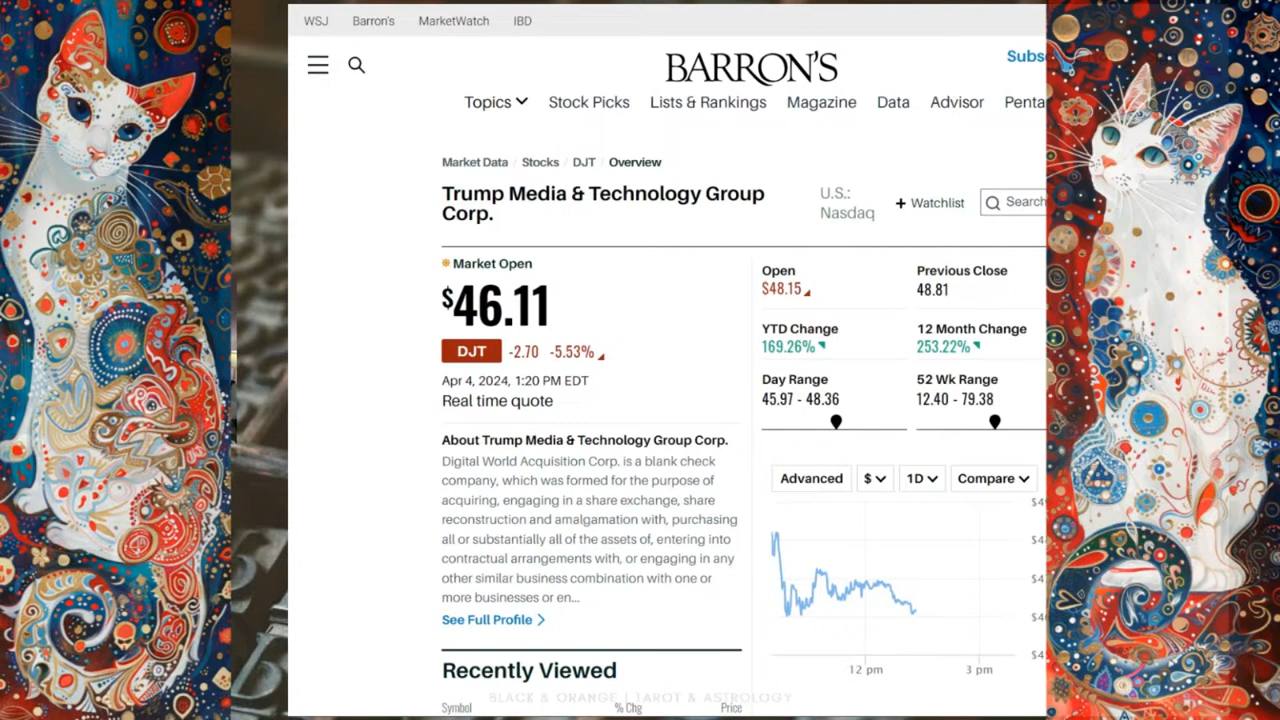 WSJ Barron's MarketWatch IBD
BARRON'S
Topics Stock Picks Lists & Rankings Magazine Data Advisor
Market Data / Stocks / DJT / Overview
Trump Media & Technology Group
Corp.
U.S.:
Nasdaq
+ Watchlist
Search
Market Open
$46.11
DJT -2.70 -5.53%
Apr 4, 2024, 1:20 PM EDT
Real time quote
About Trump Media & Technology Group Corp.
Digital World Acquisition Corp. is a blank check
company, which was formed for the purpose of
acquiring, engaging in a share exchange, share
reconstruction and amalgamation with, purchasing
all or substantially all of the assets of, entering into
contractual arrangements with, or engaging in any
other similar business combination with one or
more businesses or en...
See Full Profile
Recently Viewed
Symbol % Chg Price
Open Previous Close
$48.15 48.81
YTD Change 12 Month Change
169.26% 253.22%
Day Range 52 Wk Range
45.97 - 48.36 12.40 - 79.38
Advanced $ 1D Compare
12 pm 3 pm
BLACK & ORANGE | TAROT & ASTROLOGY